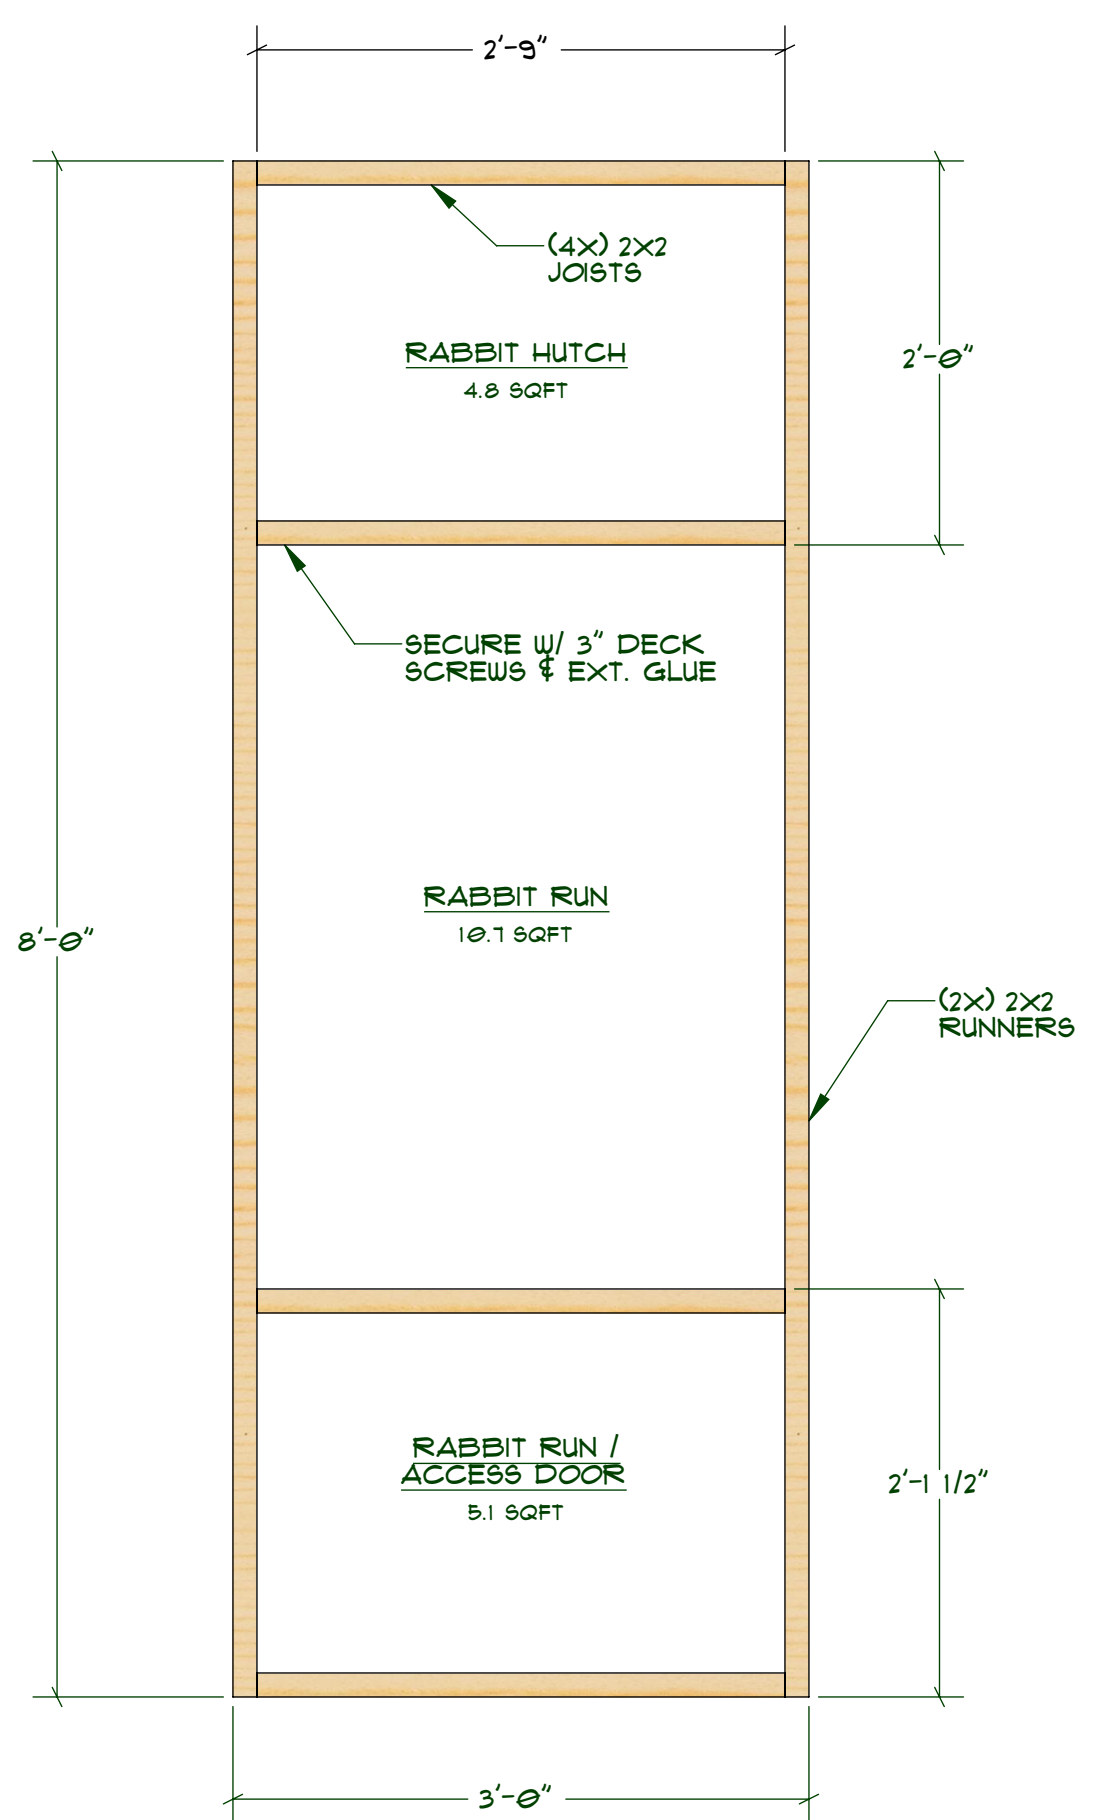 2'-9"
(4X) 2X2
JOISTS
RABBIT HUTCH
4.8 SQFT
2'-0"
SECURE W/ 3" DECK
SCREWS & EXT. GLUE
RABBIT RUN
10.7 SQFT
8'-0"
(2X) 2X2
RUNNERS
RABBIT RUN /
ACCESS DOOR
5.1 SQFT
2'-1 1/2"
3'-0"